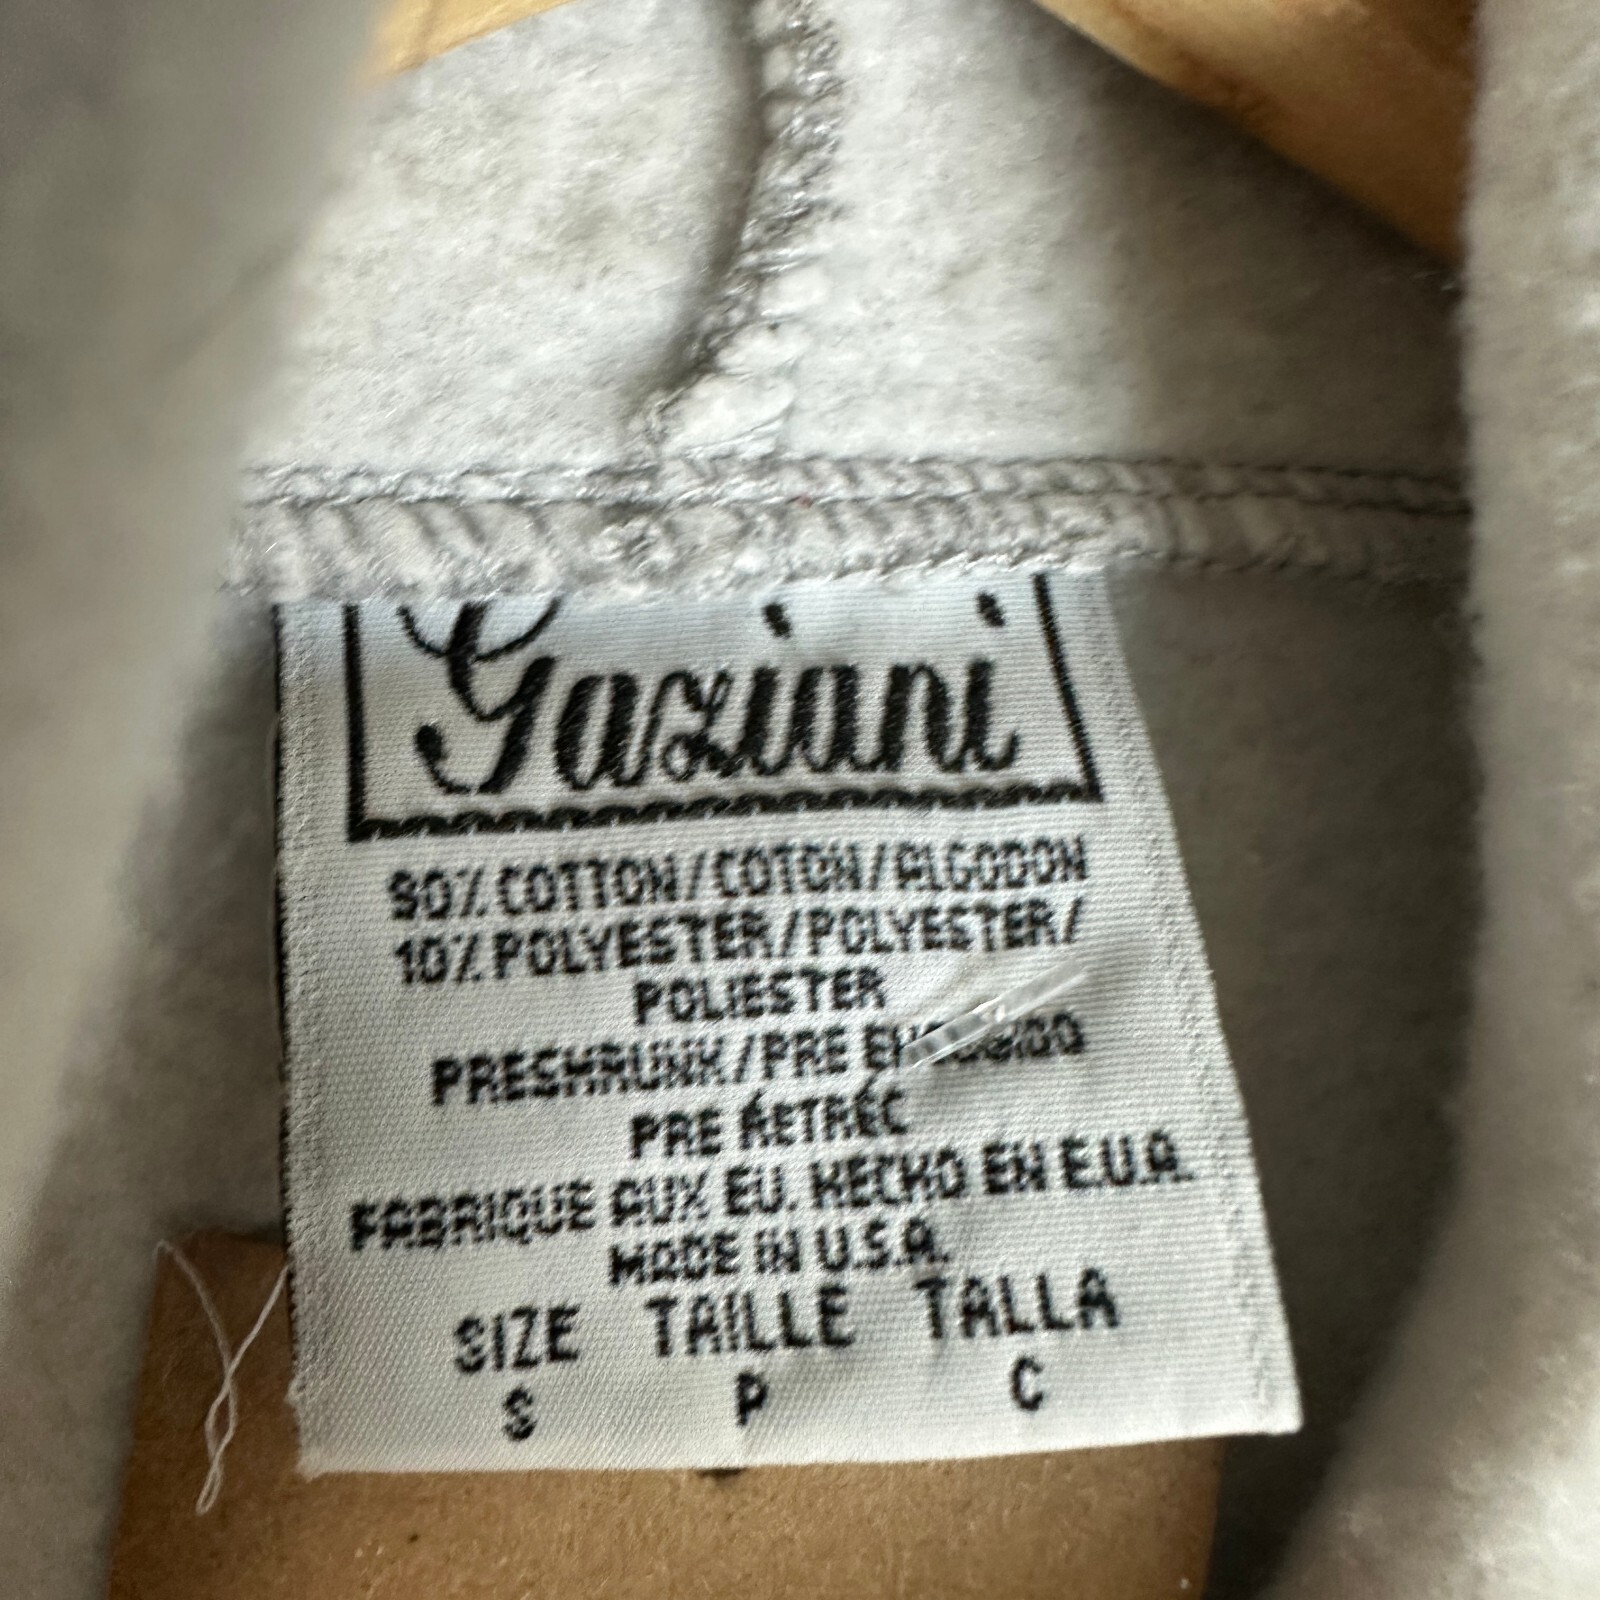 Gaziani
90% COTTON/COTON/ALGODON
10% POLYESTER/POLYESTER/
POLIESTER
PRESHRUNK/PRE
PRE RETRÉC
FABRIQUE AUX EU. HECHO EN E.U.A.
MADE IN U.S.A.
SIZE TAILLE TALLA
S P C